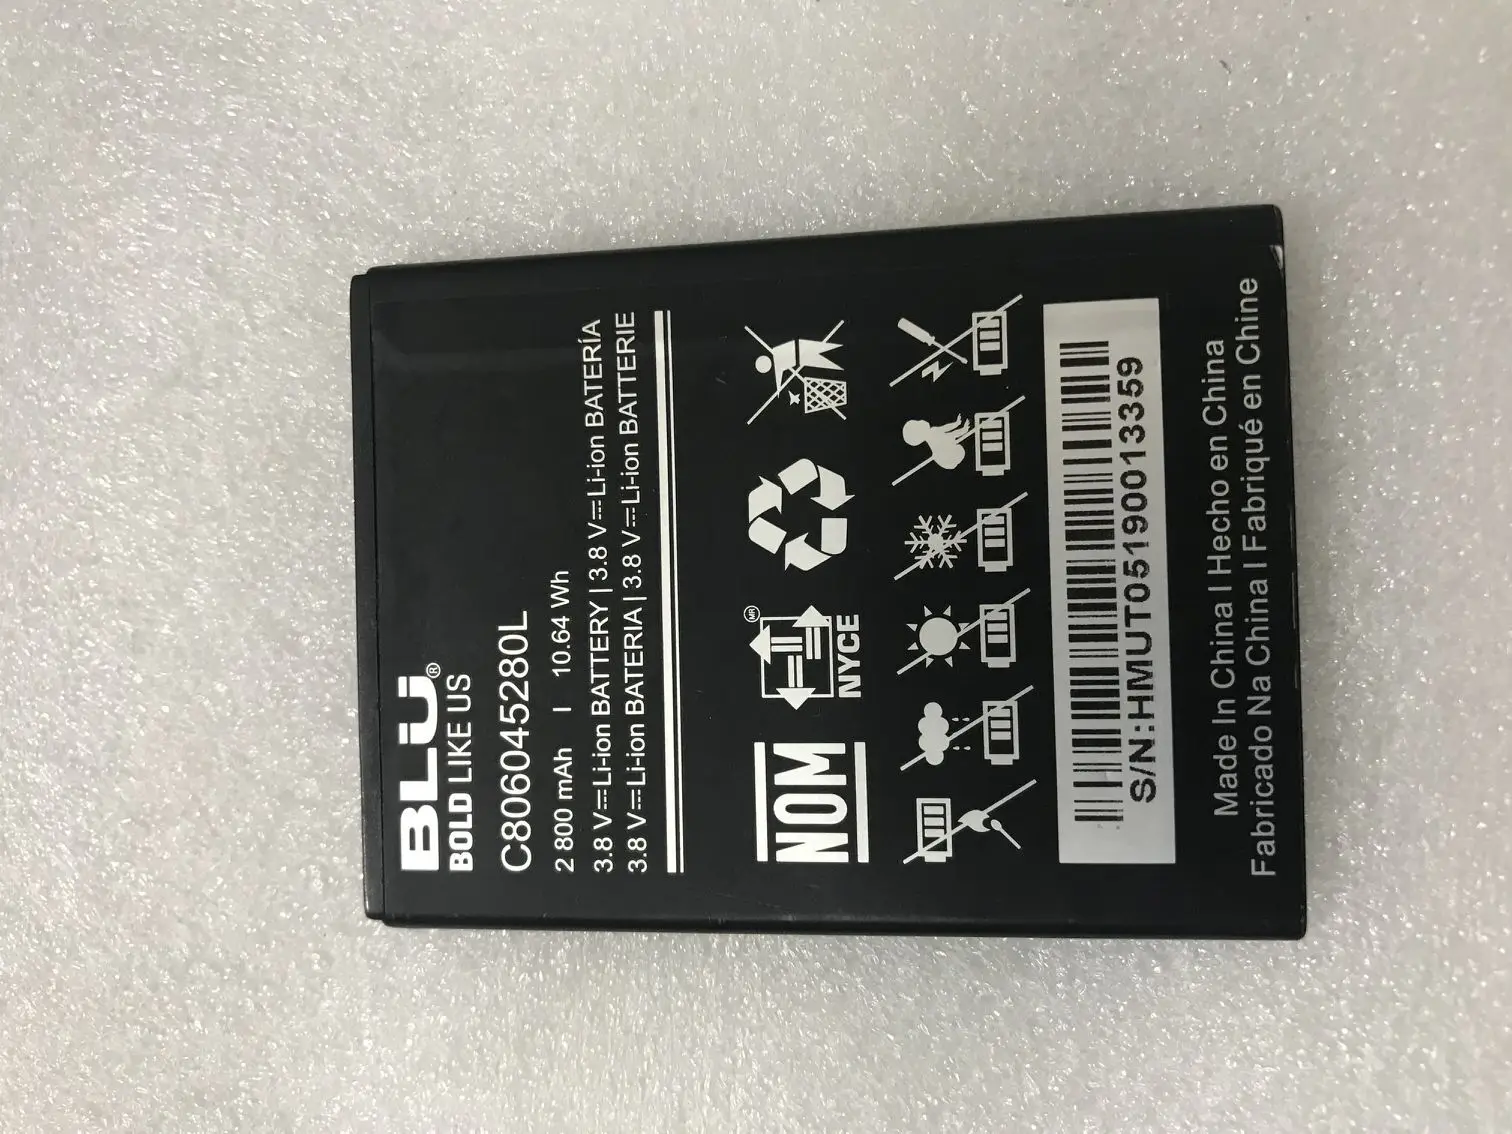 BLU®
BOLD LIKE US
C806045280L
2 800 mAh I 10.64 Wh
3.8 V⎓Li-ion BATTERY | 3.8 V⎓Li-ion BATERÍA
3.8 V⎓Li-ion BATERIA | 3.8 V⎓Li-ion BATTERIE
NOM
MR
NYCE
S/N:HMUT051900013359
Made In China I Hecho en China
Fabricado Na China I Fabriqué en Chine